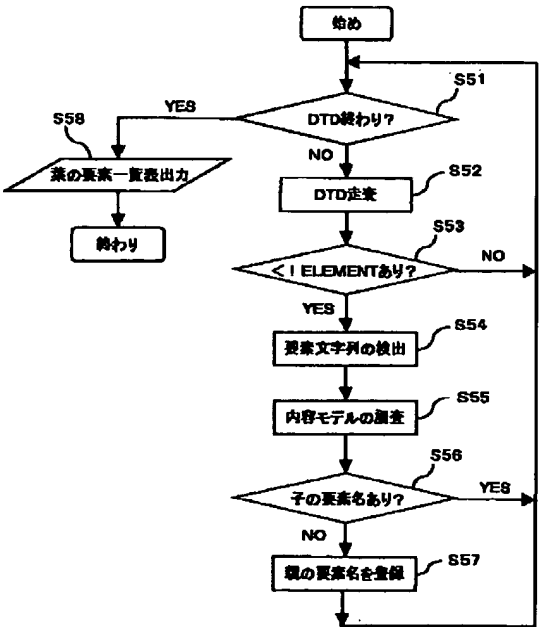 始め
S51
DTD終わり?
YES
S58
NO
葉の要素一覧表出力
S52
DTD走査
終わり
S53
<!ELEMENTあり?
NO
YES
S54
要素文字列の検出
S55
内容モデルの調査
S56
子の要素名あり?
YES
NO
S57
親の要素名を登録